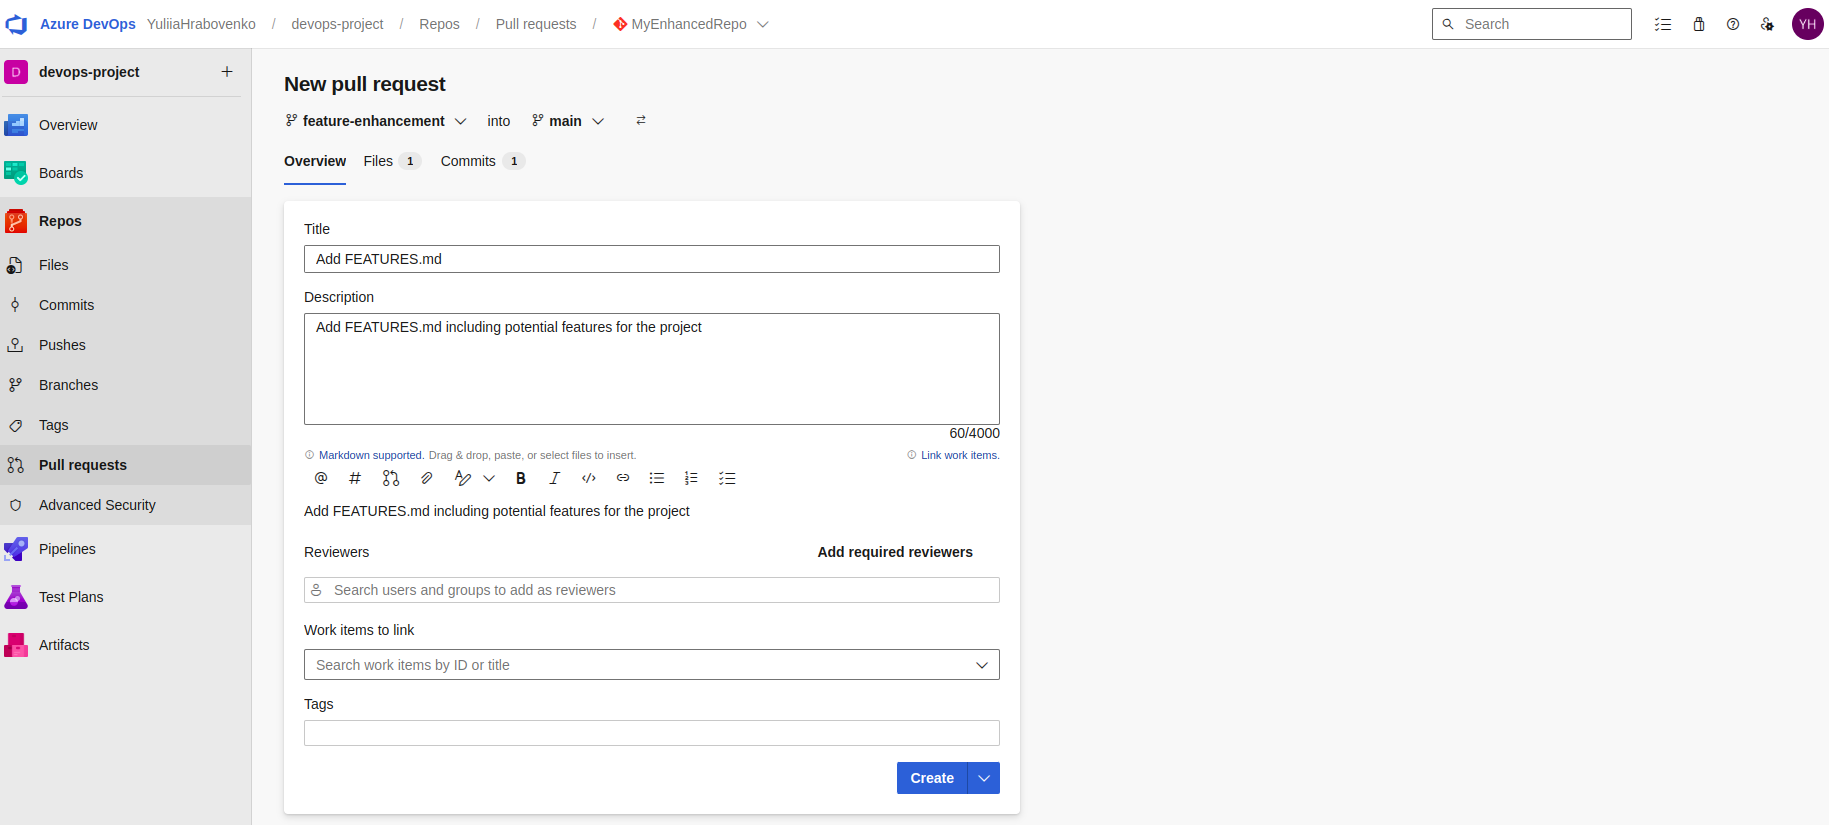 Azure DevOps YuliiaHrabovenko / devops-project / Repos / Pull requests / MyEnhancedRepo
Search
YH
D devops-project +
Overview
Boards
Repos
Files
Commits
Pushes
Branches
Tags
Pull requests
Advanced Security
Pipelines
Test Plans
Artifacts
New pull request
feature-enhancement into main
Overview Files 1 Commits 1
Title
Add FEATURES.md
Description
Add FEATURES.md including potential features for the project
60/4000
Markdown supported. Drag & drop, paste, or select files to insert. Link work items.
@ # B I </>
Add FEATURES.md including potential features for the project
Reviewers Add required reviewers
Search users and groups to add as reviewers
Work items to link
Search work items by ID or title
Tags
Create